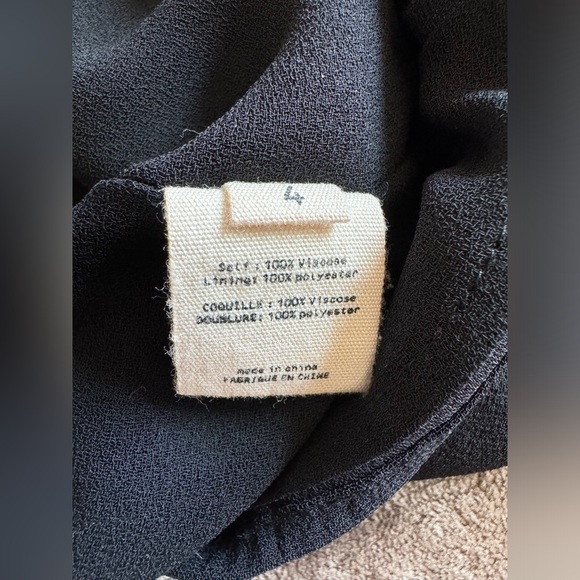 4
Self: 100% Viscose
Lining: 100% polyester
COQUILLE: 100% Viscose
DOUBLURE: 100% polyester
made in china
FABRIQUE EN CHINE